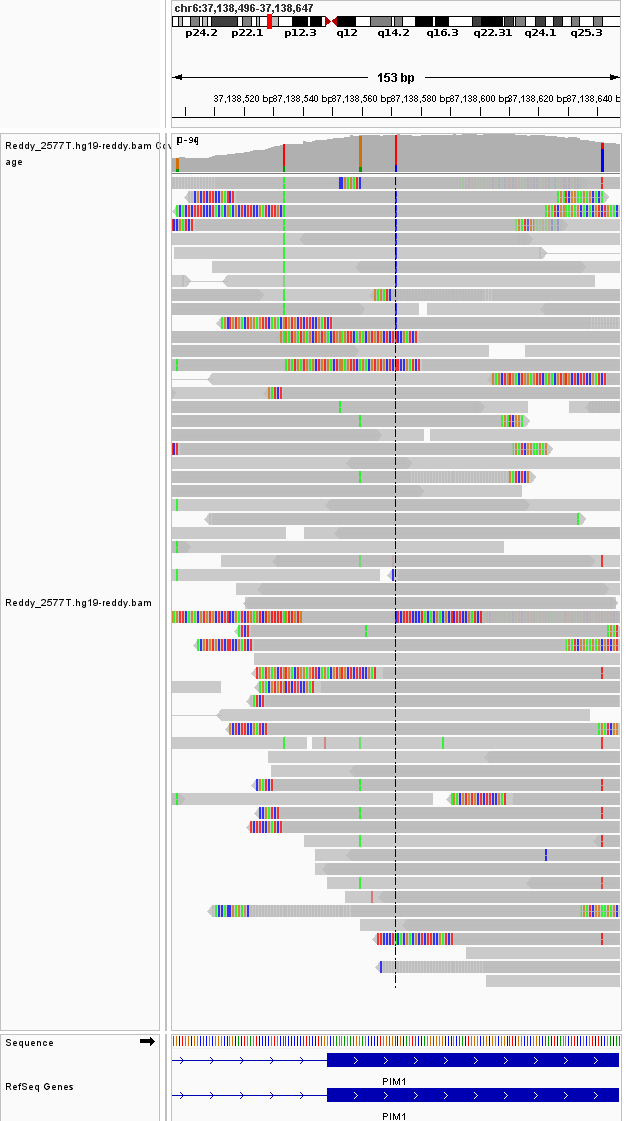 chr6:37,138,496-37,138,647
p24.2 p22.1 p12.3 q12 q14.2 q16.3 q22.31 q24.1 q25.3
153 bp
37,138,520 bp 37,138,540 bp 37,138,560 bp 37,138,580 bp 37,138,600 bp 37,138,620 bp 37,138,640 b
Reddy_2577T.hg19-reddy.bam Cov
age
[0-94]
Reddy_2577T.hg19-reddy.bam
Sequence
PIM1
RefSeq Genes
PIM1